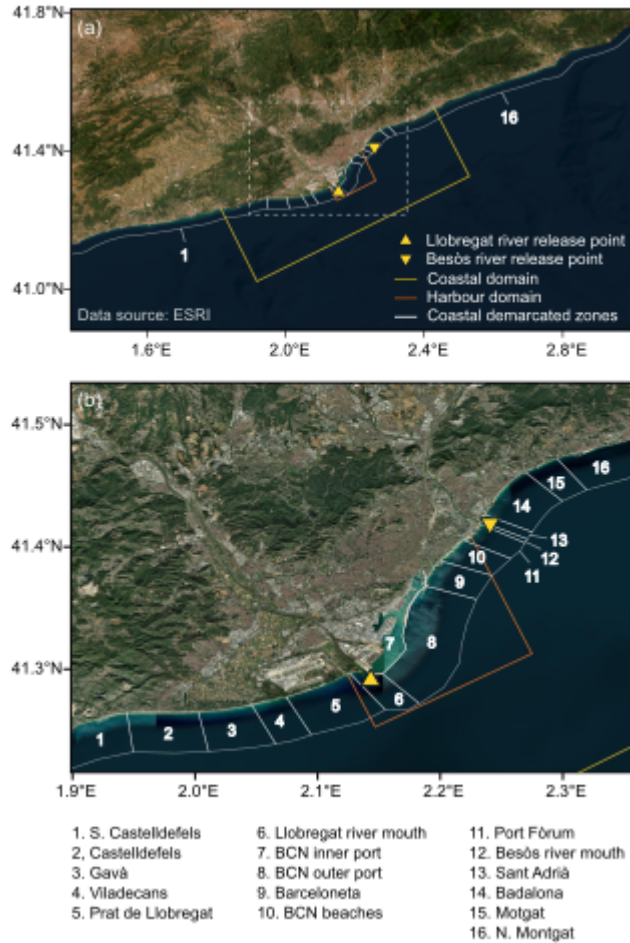 41.8°N
(a)
41.4°N
16
1
Llobregat river release point
Besòs river release point
Coastal domain
41.0°N
Harbour domain
Data source: ESRI
Coastal demarcated zones
1.6°E 2.0°E 2.4°E 2.8°E
(b)
41.5°N
16
15
14
41.4°N
13
10
12
9
11
8
7
41.3°N
6
5
4
3
2
1
1.9°E 2.0°E 2.1°E 2.2°E 2.3°E
1. S. Castelldefels
2, Castelldefels
3. Gavà
4. Viladecans
5. Prat de Llobregat
6. Llobregat river mouth
7. BCN inner port
8. BCN outer port
9. Barceloneta
10. BCN beaches
11. Port Fòrum
12. Besòs river mouth
13. Sant Adrià
14. Badalona
15. Motgat
16. N. Montgat